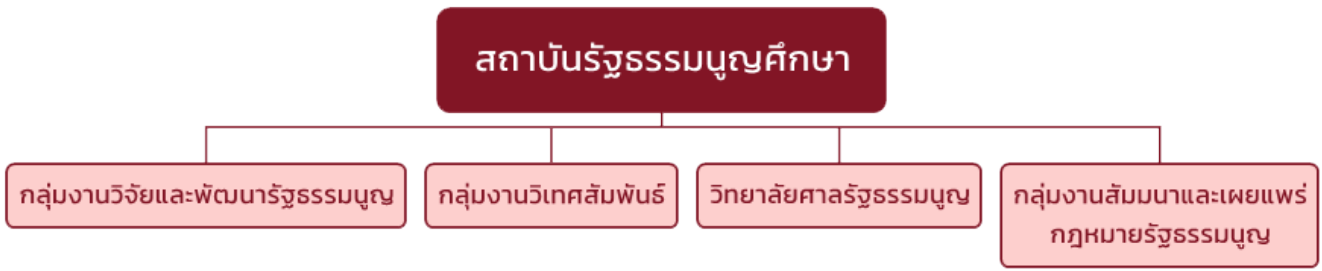 สถาบันรัฐธรรมนูญศึกษา
กลุ่มงานวิจัยและพัฒนารัฐธรรมนูญ
กลุ่มงานวิเทศสัมพันธ์
วิทยาลัยศาลรัฐธรรมนูญ
กลุ่มงานสัมมนาและเผยแพร่
กฎหมายรัฐธรรมนูญ